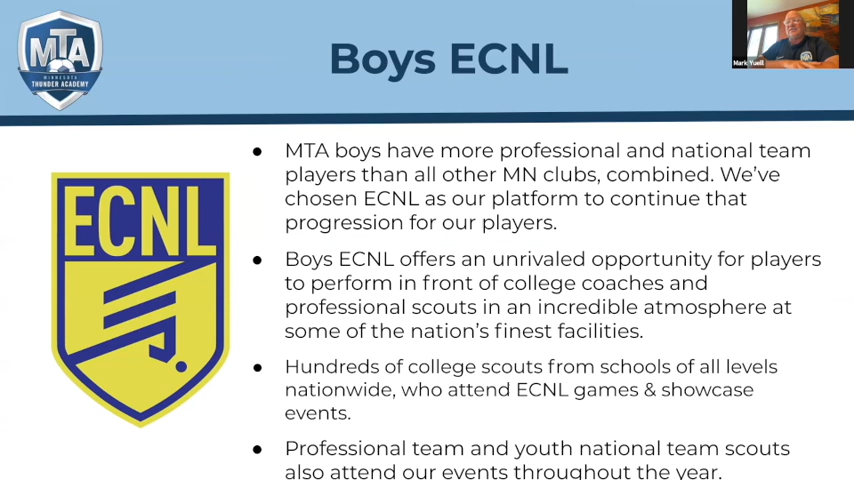 MTA
MINNESOTA
THUNDER ACADEMY
Boys ECNL
Mark Yuell
ECNL
● MTA boys have more professional and national team
players than all other MN clubs, combined. We've
chosen ECNL as our platform to continue that
progression for our players.
● Boys ECNL offers an unrivaled opportunity for players
to perform in front of college coaches and
professional scouts in an incredible atmosphere at
some of the nation's finest facilities.
● Hundreds of college scouts from schools of all levels
nationwide, who attend ECNL games & showcase
events.
● Professional team and youth national team scouts
also attend our events throughout the year.